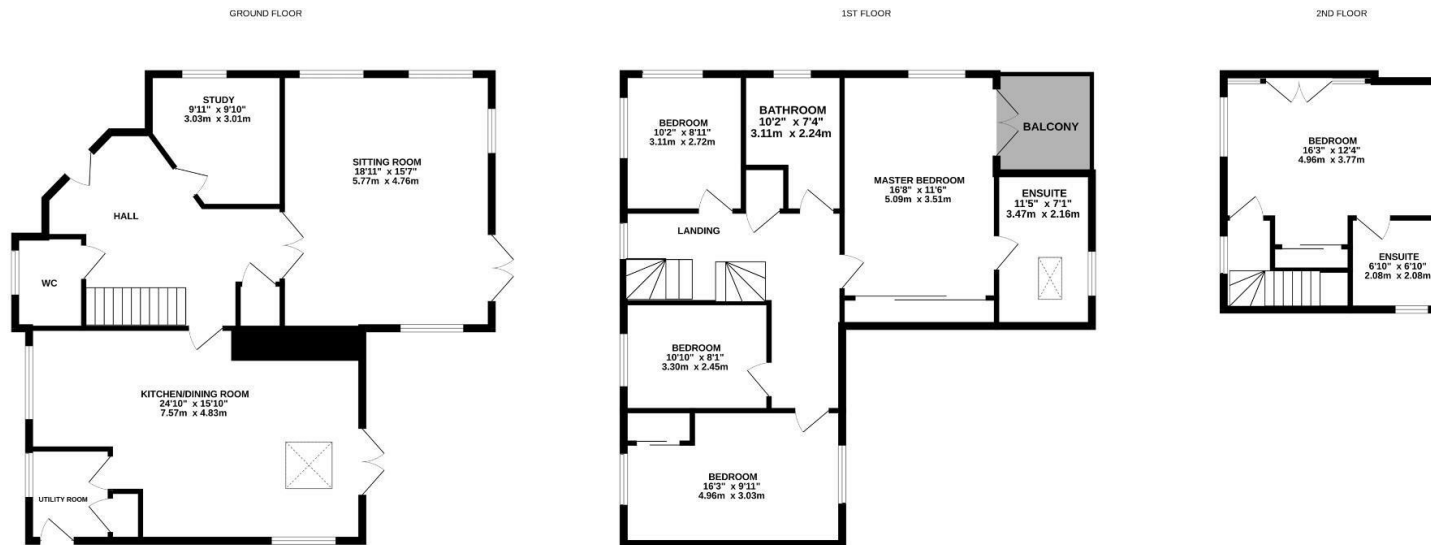 GROUND FLOOR
STUDY
9'11" x 9'10"
3.03m x 3.01m
SITTING ROOM
18'11" x 15'7"
5.77m x 4.76m
HALL
WC
KITCHEN/DINING ROOM
24'10" x 15'10"
7.57m x 4.83m
UTILITY ROOM
1ST FLOOR
BEDROOM
10'2" x 8'11"
3.11m x 2.72m
BATHROOM
10'2" x 7'4"
3.11m x 2.24m
BALCONY
MASTER BEDROOM
16'8" x 11'6"
5.09m x 3.51m
ENSUITE
11'5" x 7'1"
3.47m x 2.16m
LANDING
BEDROOM
10'10" x 8'1"
3.30m x 2.45m
BEDROOM
16'3" x 9'11"
4.96m x 3.03m
2ND FLOOR
BEDROOM
16'3" x 12'4"
4.96m x 3.77m
ENSUITE
6'10" x 6'10"
2.08m x 2.08m